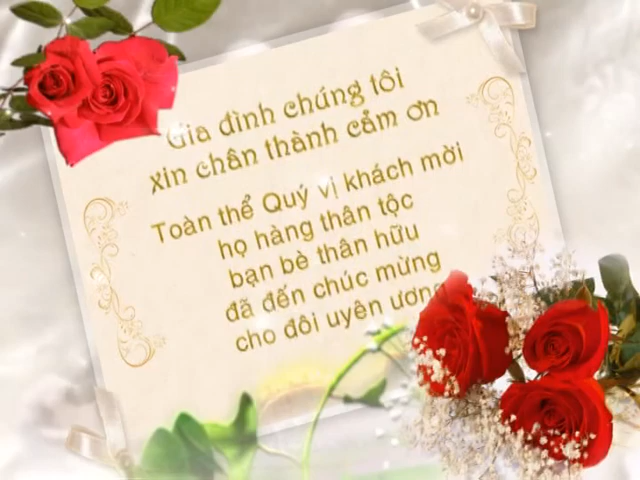 Gia đình chúng tôi
xin chân thành cảm ơn
Toàn thể Quý vị khách mời
họ hàng thân tộc
bạn bè thân hữu
đã đến chúc mừng
cho đôi uyên ương